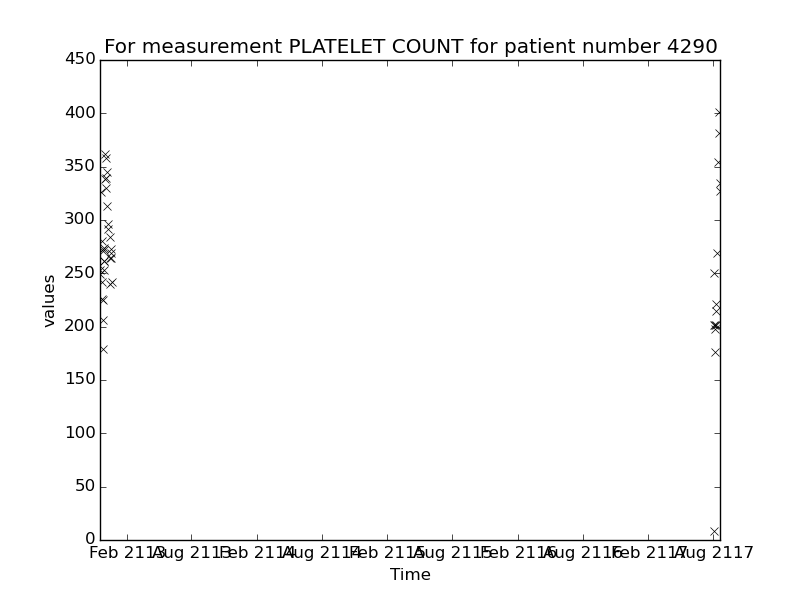 For measurement PLATELET COUNT for patient number 4290
450
400
350
300
250
200
150
100
50
0
values
Feb 2113 Aug 2113 Feb 2114 Aug 2114 Feb 2115 Aug 2115 Feb 2116 Aug 2116 Feb 2117 Aug 2117
Time